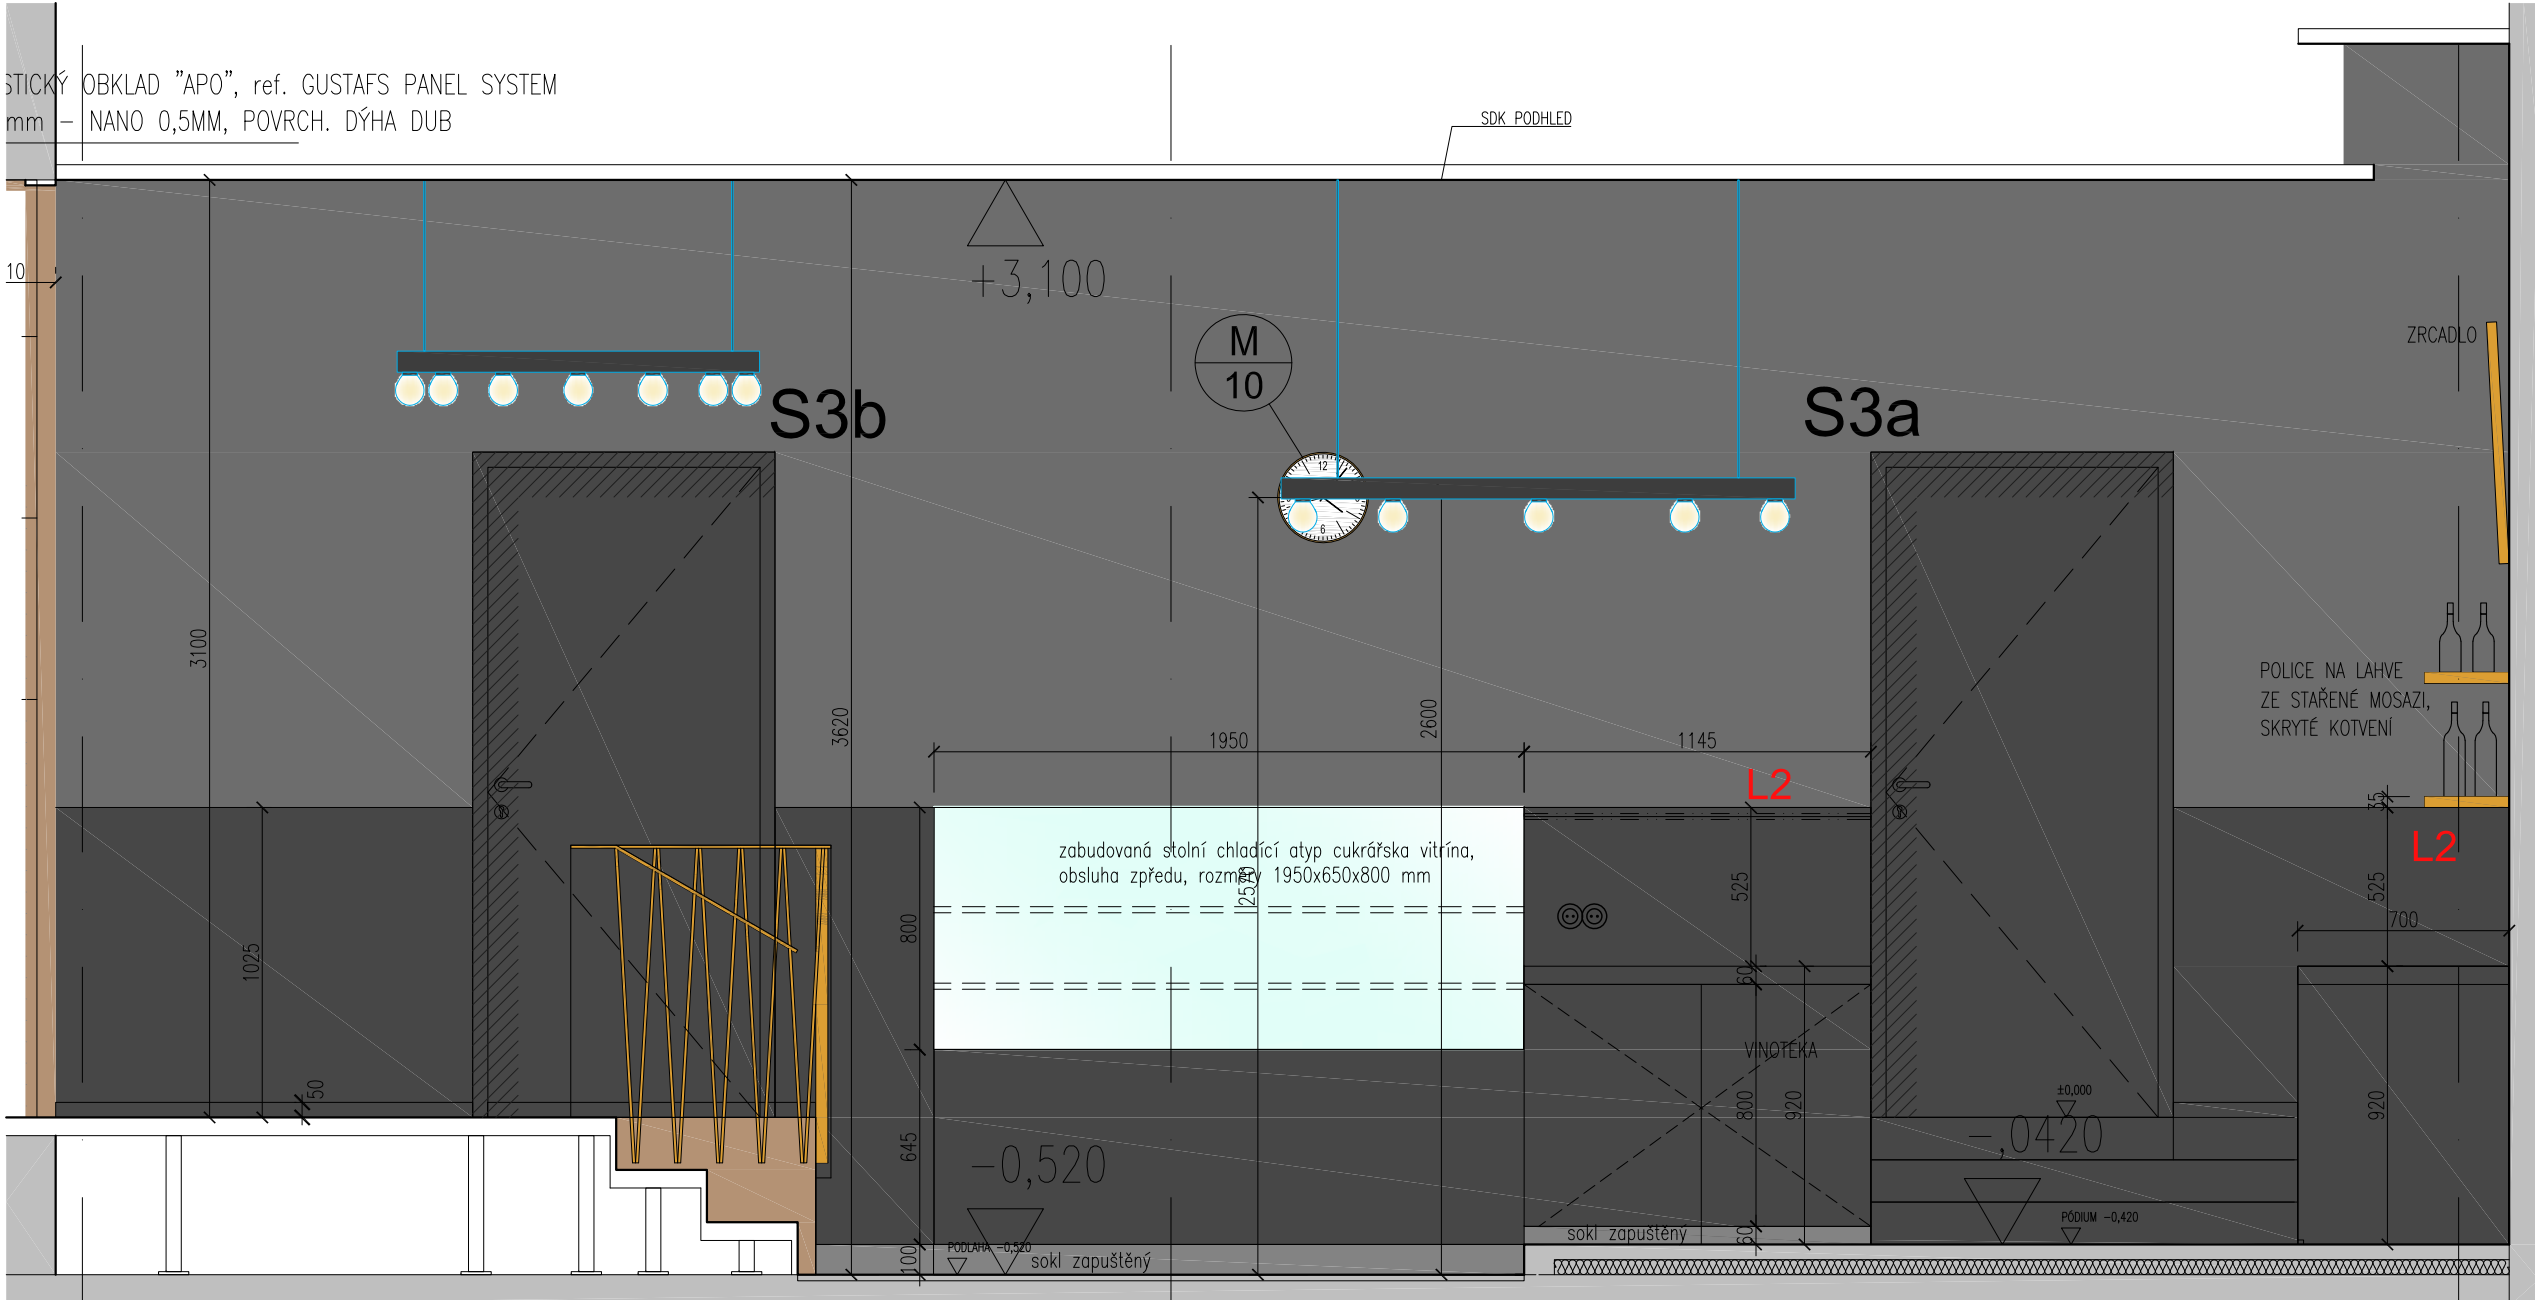 STICKÝ OBKLAD "APO", ref. GUSTAFS PANEL SYSTEM
mm - NANO 0,5MM, POVRCH. DÝHA DUB
SDK PODHLED
10
+3,100
M
10
ZRCADLO
S3b
S3a
12
6
3100
3620
2600
POLICE NA LAHVE
ZE STAŘENÉ MOSAZI,
SKRYTÉ KOTVENÍ
1950
1145
L2
35
L2
zabudovaná stolní chladící atyp cukrářska vitrína,
obsluha zpředu, rozměry 1950x650x800 mm
2570
525
525
800
700
1025
60
VINOTÉKA
50
±0,000
800
920
920
-,0420
645
-0,520
PÓDIUM -0,420
sokl zapuštěný
60
PODLAHA -0,520
100
sokl zapuštěný